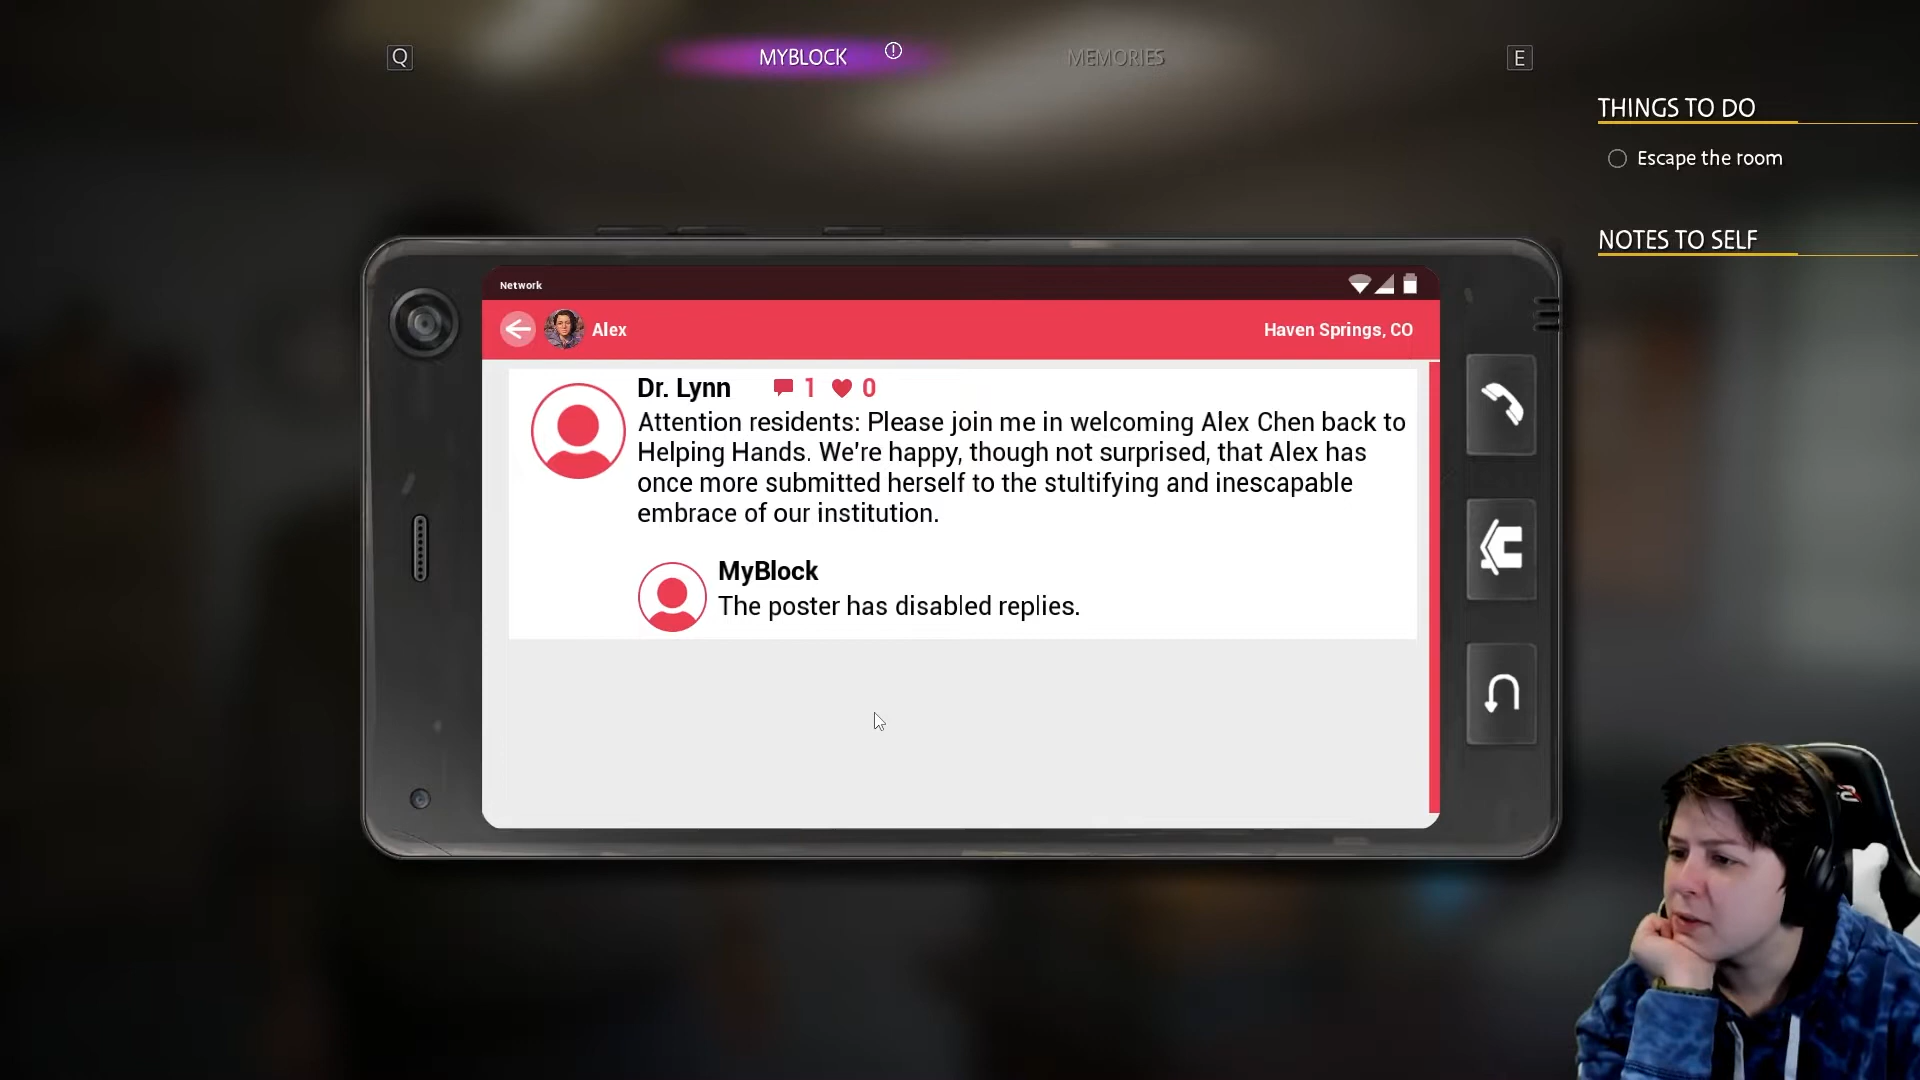 Q
MYBLOCK
MEMORIES
E
THINGS TO DO
Escape the room
NOTES TO SELF
Network
Alex
Haven Springs, CO
Dr. Lynn 1 0
Attention residents: Please join me in welcoming Alex Chen back to
Helping Hands. We're happy, though not surprised, that Alex has
once more submitted herself to the stultifying and inescapable
embrace of our institution.
MyBlock
The poster has disabled replies.